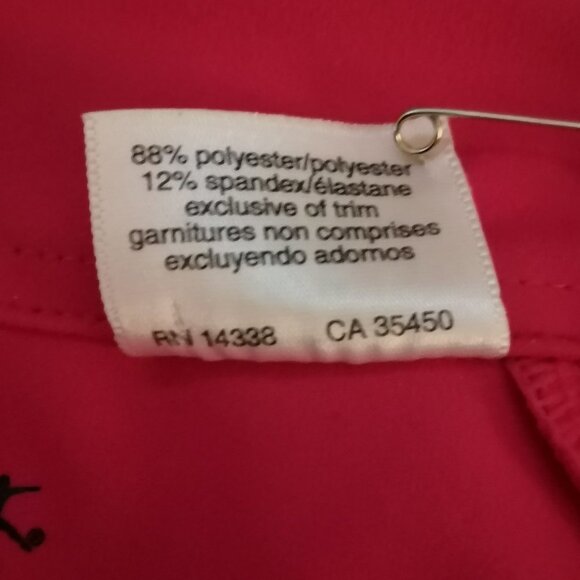 88% polyester/polyester
12% spandex/élastane
exclusive of trim
garnitures non comprises
excluyendo adornos
RN 14338 CA 35450